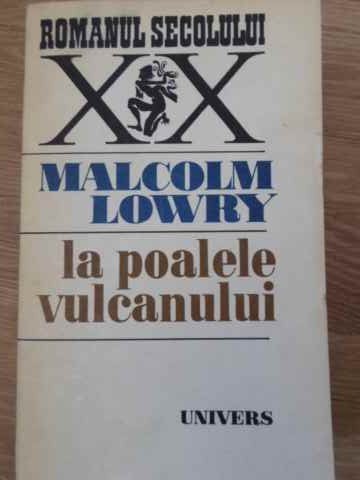 ROMANUL SECOLULUI
XX
MALCOLM
LOWRY
la poalele
vulcanului
UNIVERS